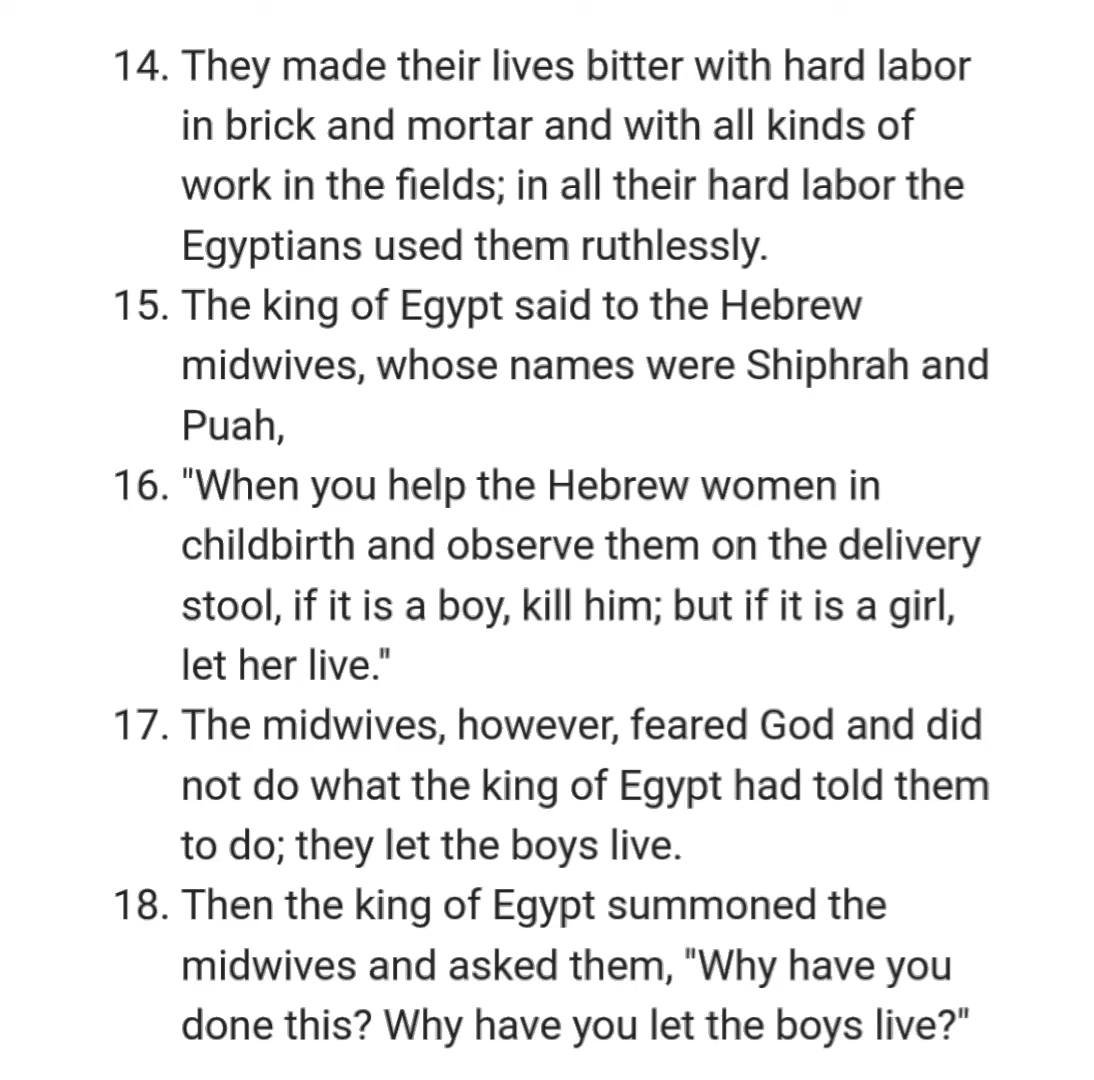 14. They made their lives bitter with hard labor
in brick and mortar and with all kinds of
work in the fields; in all their hard labor the
Egyptians used them ruthlessly.
15. The king of Egypt said to the Hebrew
midwives, whose names were Shiphrah and
Puah,
16. "When you help the Hebrew women in
childbirth and observe them on the delivery
stool, if it is a boy, kill him; but if it is a girl,
let her live."
17. The midwives, however, feared God and did
not do what the king of Egypt had told them
to do; they let the boys live.
18. Then the king of Egypt summoned the
midwives and asked them, "Why have you
done this? Why have you let the boys live?"